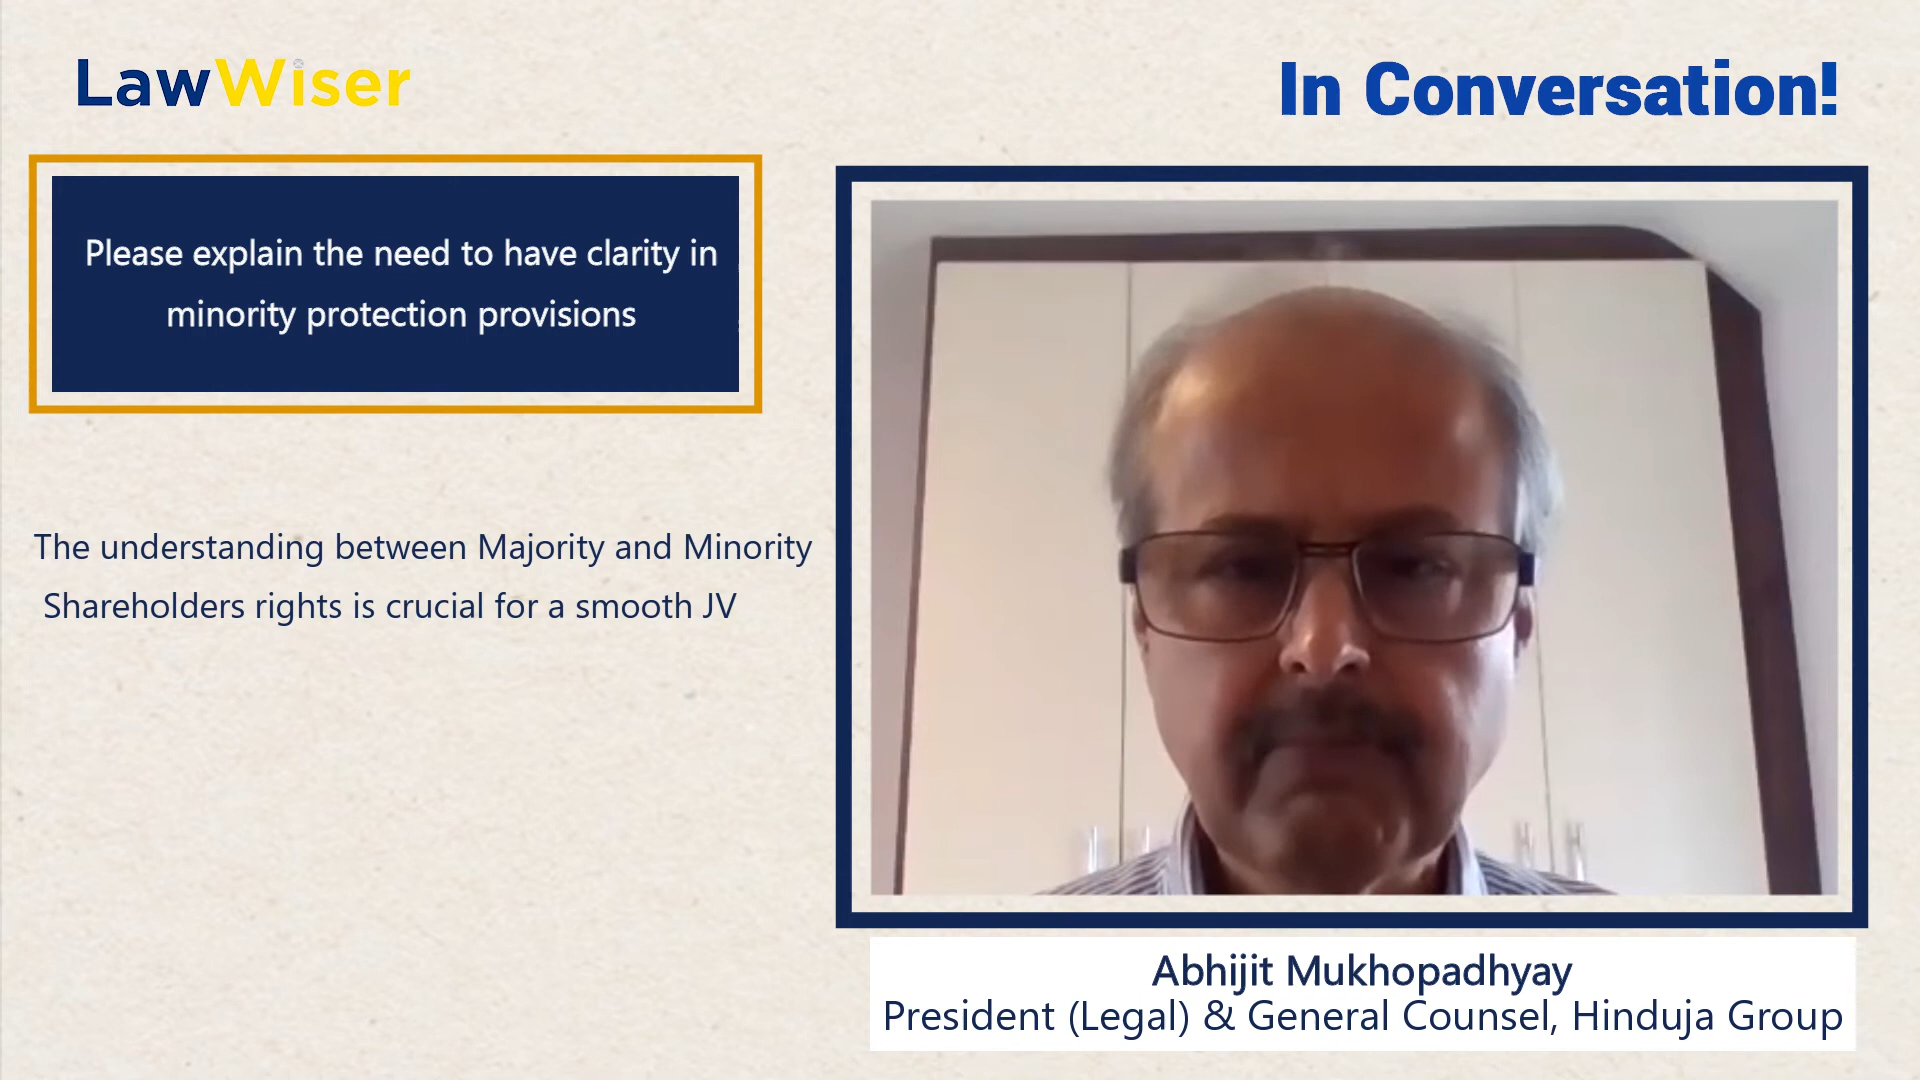 LawWiser
In Conversation!
Please explain the need to have clarity in
minority protection provisions
The understanding between Majority and Minority
Shareholders rights is crucial for a smooth JV
Abhijit Mukhopadhyay
President (Legal) & General Counsel, Hinduja Group